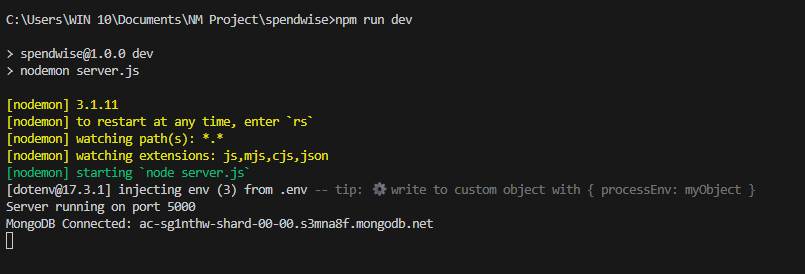 C:\Users\WIN 10\Documents\NM Project\spendwise>npm run dev
> spendwise@1.0.0 dev
> nodemon server.js
[nodemon] 3.1.11
[nodemon] to restart at any time, enter `rs`
[nodemon] watching path(s): *.*
[nodemon] watching extensions: js,mjs,cjs,json
[nodemon] starting `node server.js`
[dotenv@17.3.1] injecting env (3) from .env -- tip: ⚙️ write to custom object with { processEnv: myObject }
Server running on port 5000
MongoDB Connected: ac-sg1nthw-shard-00-00.s3mna8f.mongodb.net